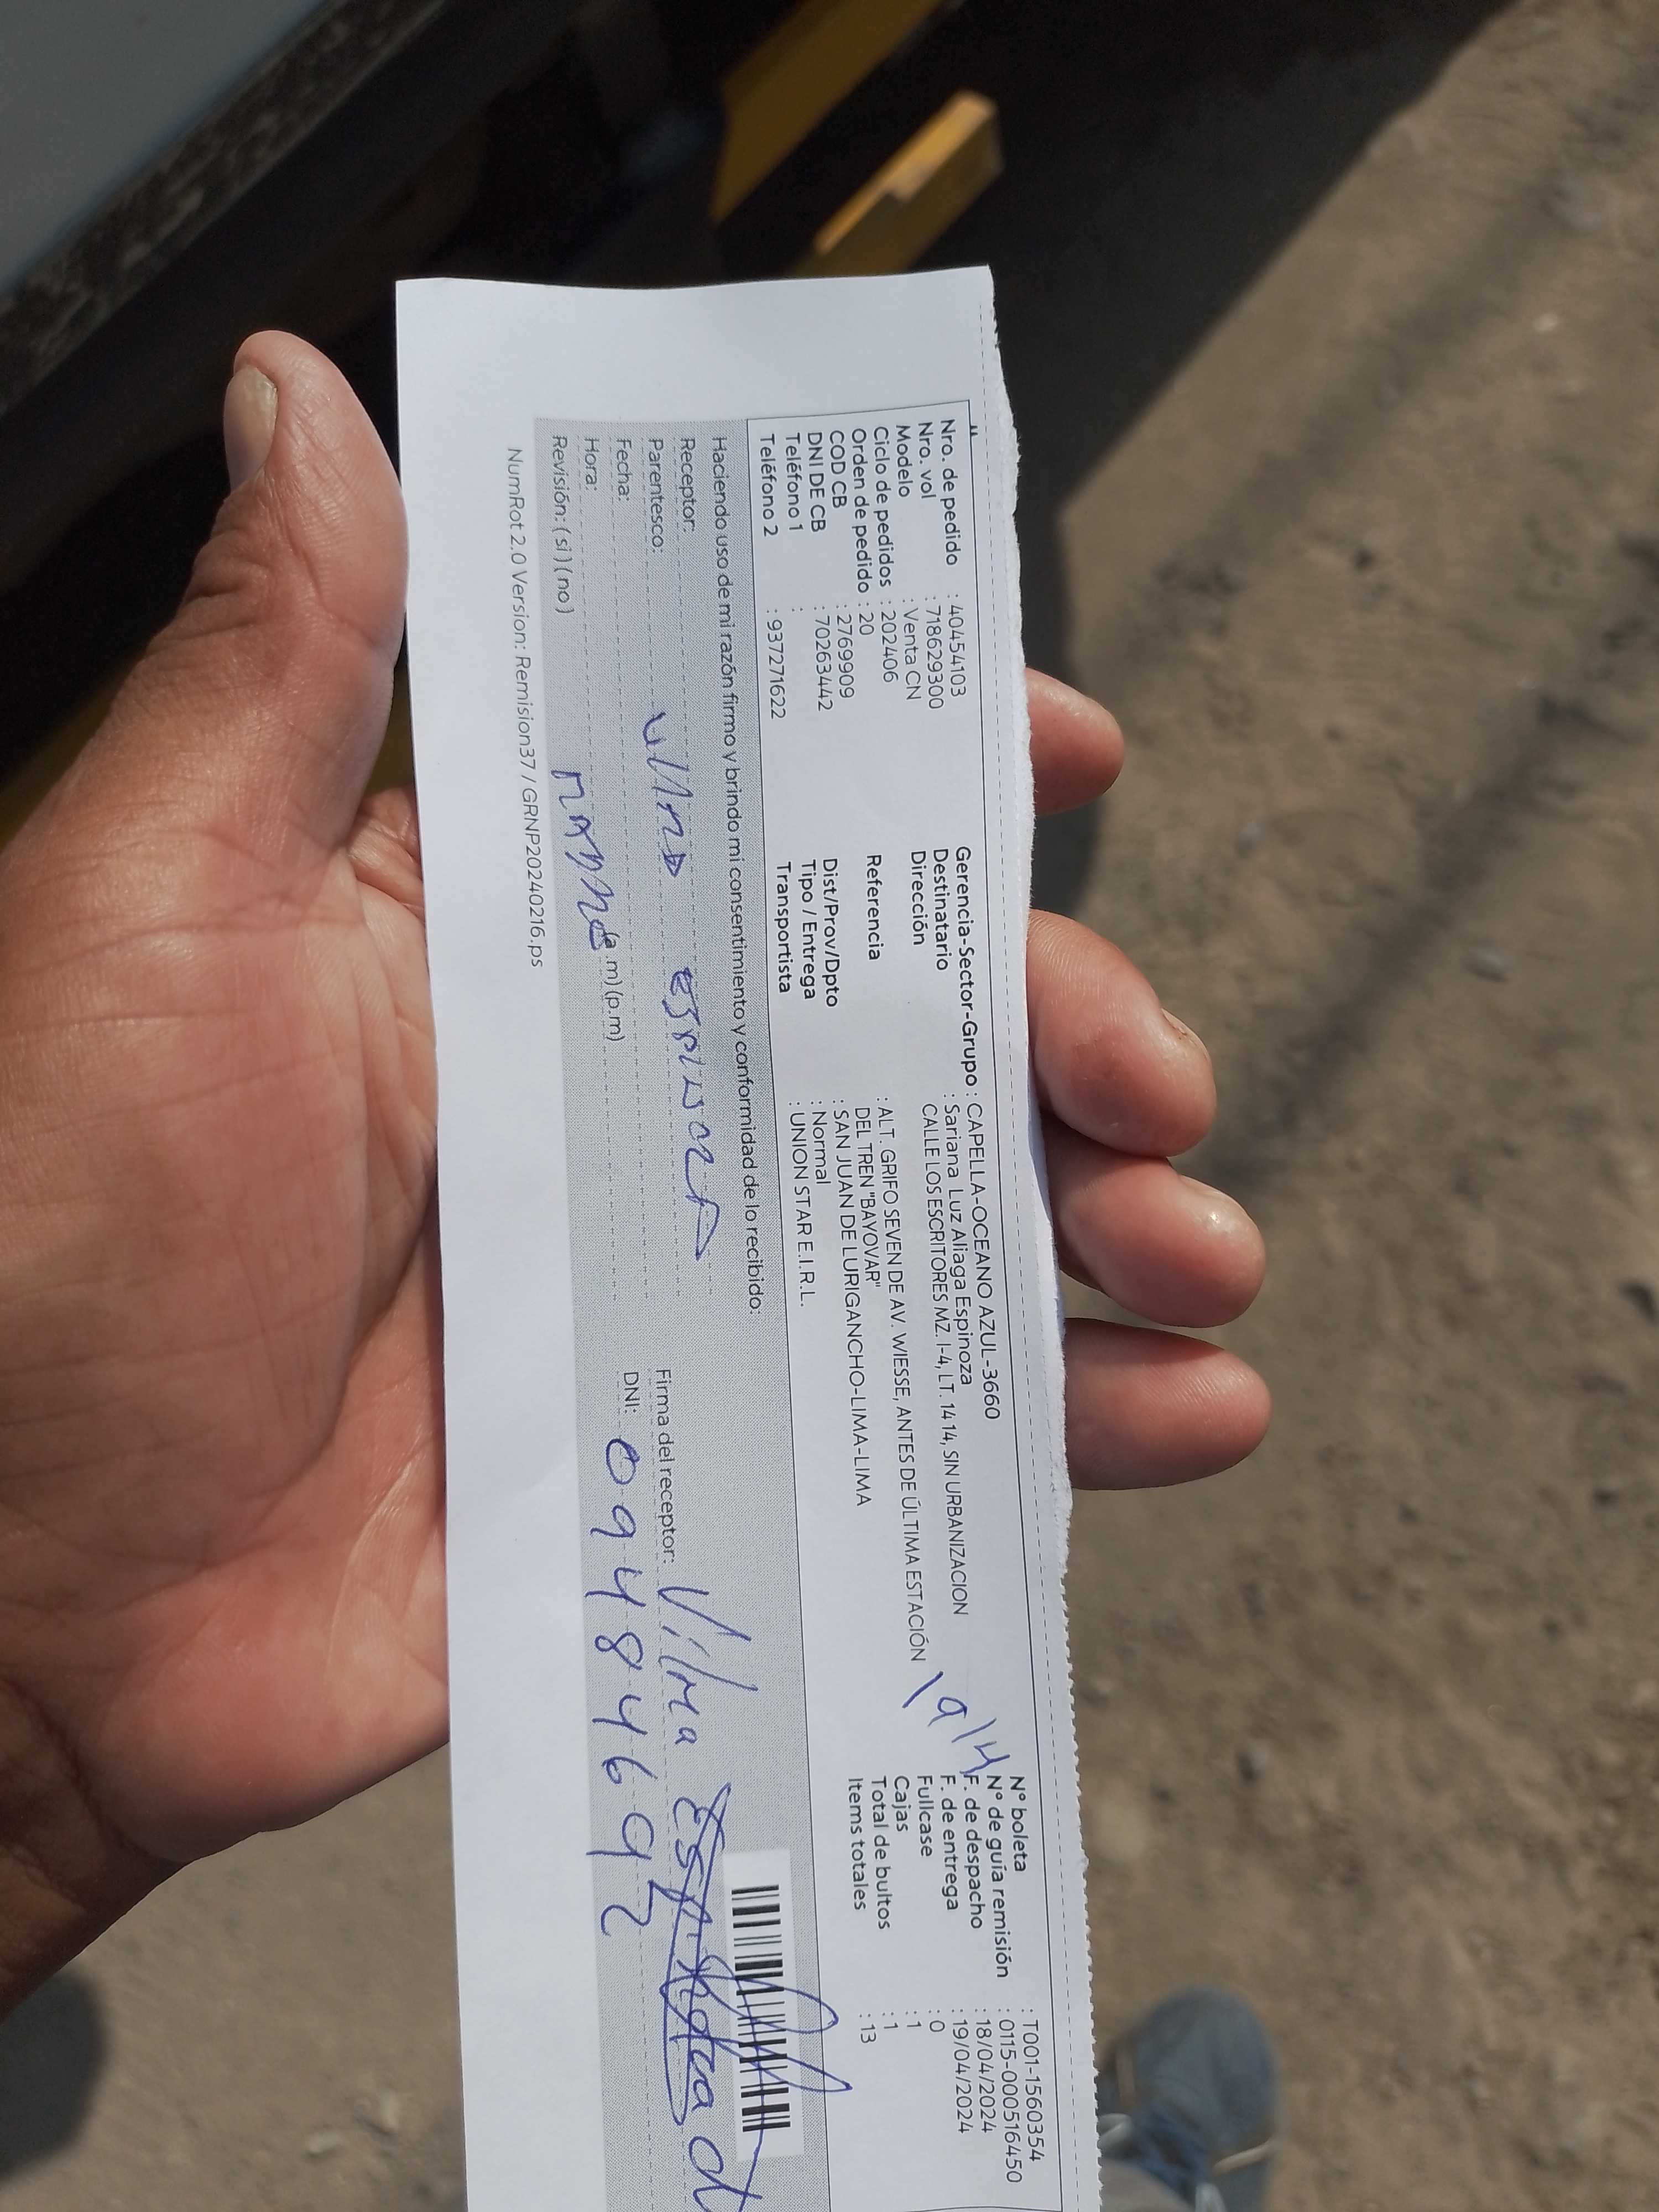 Nro. de pedido : 40454103
Nro. vol : 718629300
Modelo : Venta CN
Ciclo de pedidos : 202406
Orden de pedido : 20
COD CB : 2769909
DNI DE CB : 70263442
Teléfono 1 :
Teléfono 2 : 937271622
Gerencia-Sector-Grupo : CAPELLA-OCEANO AZUL-3660
Destinatario : Sariana Luz Aliaga Espinoza
Dirección CALLE LOS ESCRITORES MZ. I-4, LT. 14 14, SIN URBANIZACION
Referencia : ALT. GRIFO SEVEN DE AV. WIESSE, ANTES DE ÚLTIMA ESTACIÓN
DEL TREN "BAYOVAR"
Dist/Prov/Dpto : SAN JUAN DE LURIGANCHO-LIMA-LIMA
Tipo / Entrega : Normal
Transportista : UNION STAR E.I.R.L.
19/4
N° boleta : T001-1560354
N° de guía remisión : 0115-000516450
F. de despacho : 18/04/2024
F. de entrega : 19/04/2024
Fullcase : 0
Cajas : 1
Total de bultos : 1
Items totales : 13
Haciendo uso de mi razón firmo y brindo mi consentimiento y conformidad de lo recibido:
Receptor:
Parentesco:
Fecha:
Hora: (a.m) (p.m)
Revisión: ( si ) ( no )
Firma del receptor: Vilma
DNI: 09484692
NumRot 2.0 Version: Remision37 / GRNP20240216.ps